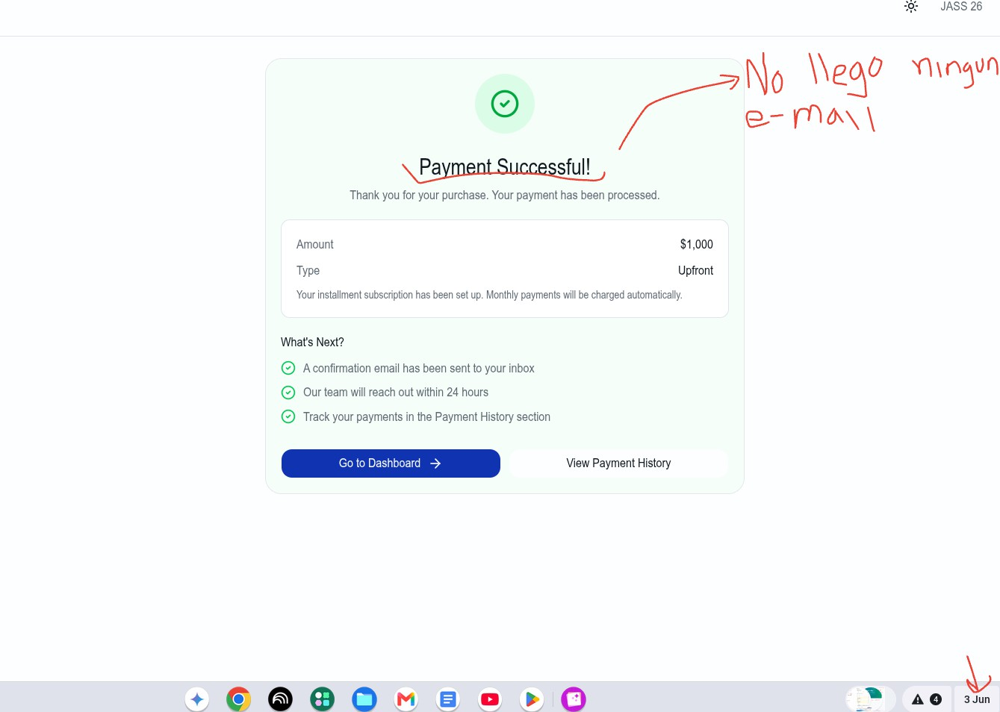 JASS 26
No llego ningun
e-mail
Payment Successful!
Thank you for your purchase. Your payment has been processed.
Amount $1,000
Type Upfront
Your installment subscription has been set up. Monthly payments will be charged automatically.
What's Next?
A confirmation email has been sent to your inbox
Our team will reach out within 24 hours
Track your payments in the Payment History section
Go to Dashboard View Payment History
4 3 Jun